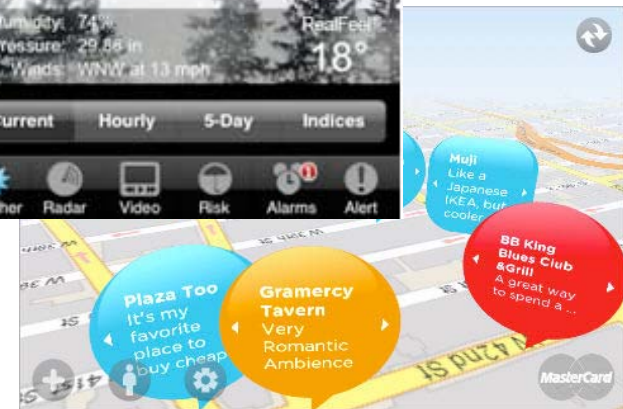 Humidity: 74%
RealFeel
Pressure: 29.86 in
18°
Winds: WNW at 13 mph
Current
Hourly
5-Day
Indices
Radar
Video
Risk
Alarms
1
Alert
Muji
Like a
Japanese
IKEA, but
cooler
BB King
Blues Club
&Grill
A great way
to spend a ...
Plaza Too
It's my
favorite
place to
buy cheap
Gramercy
Tavern
Very
Romantic
Ambience
W 42nd St
MasterCard